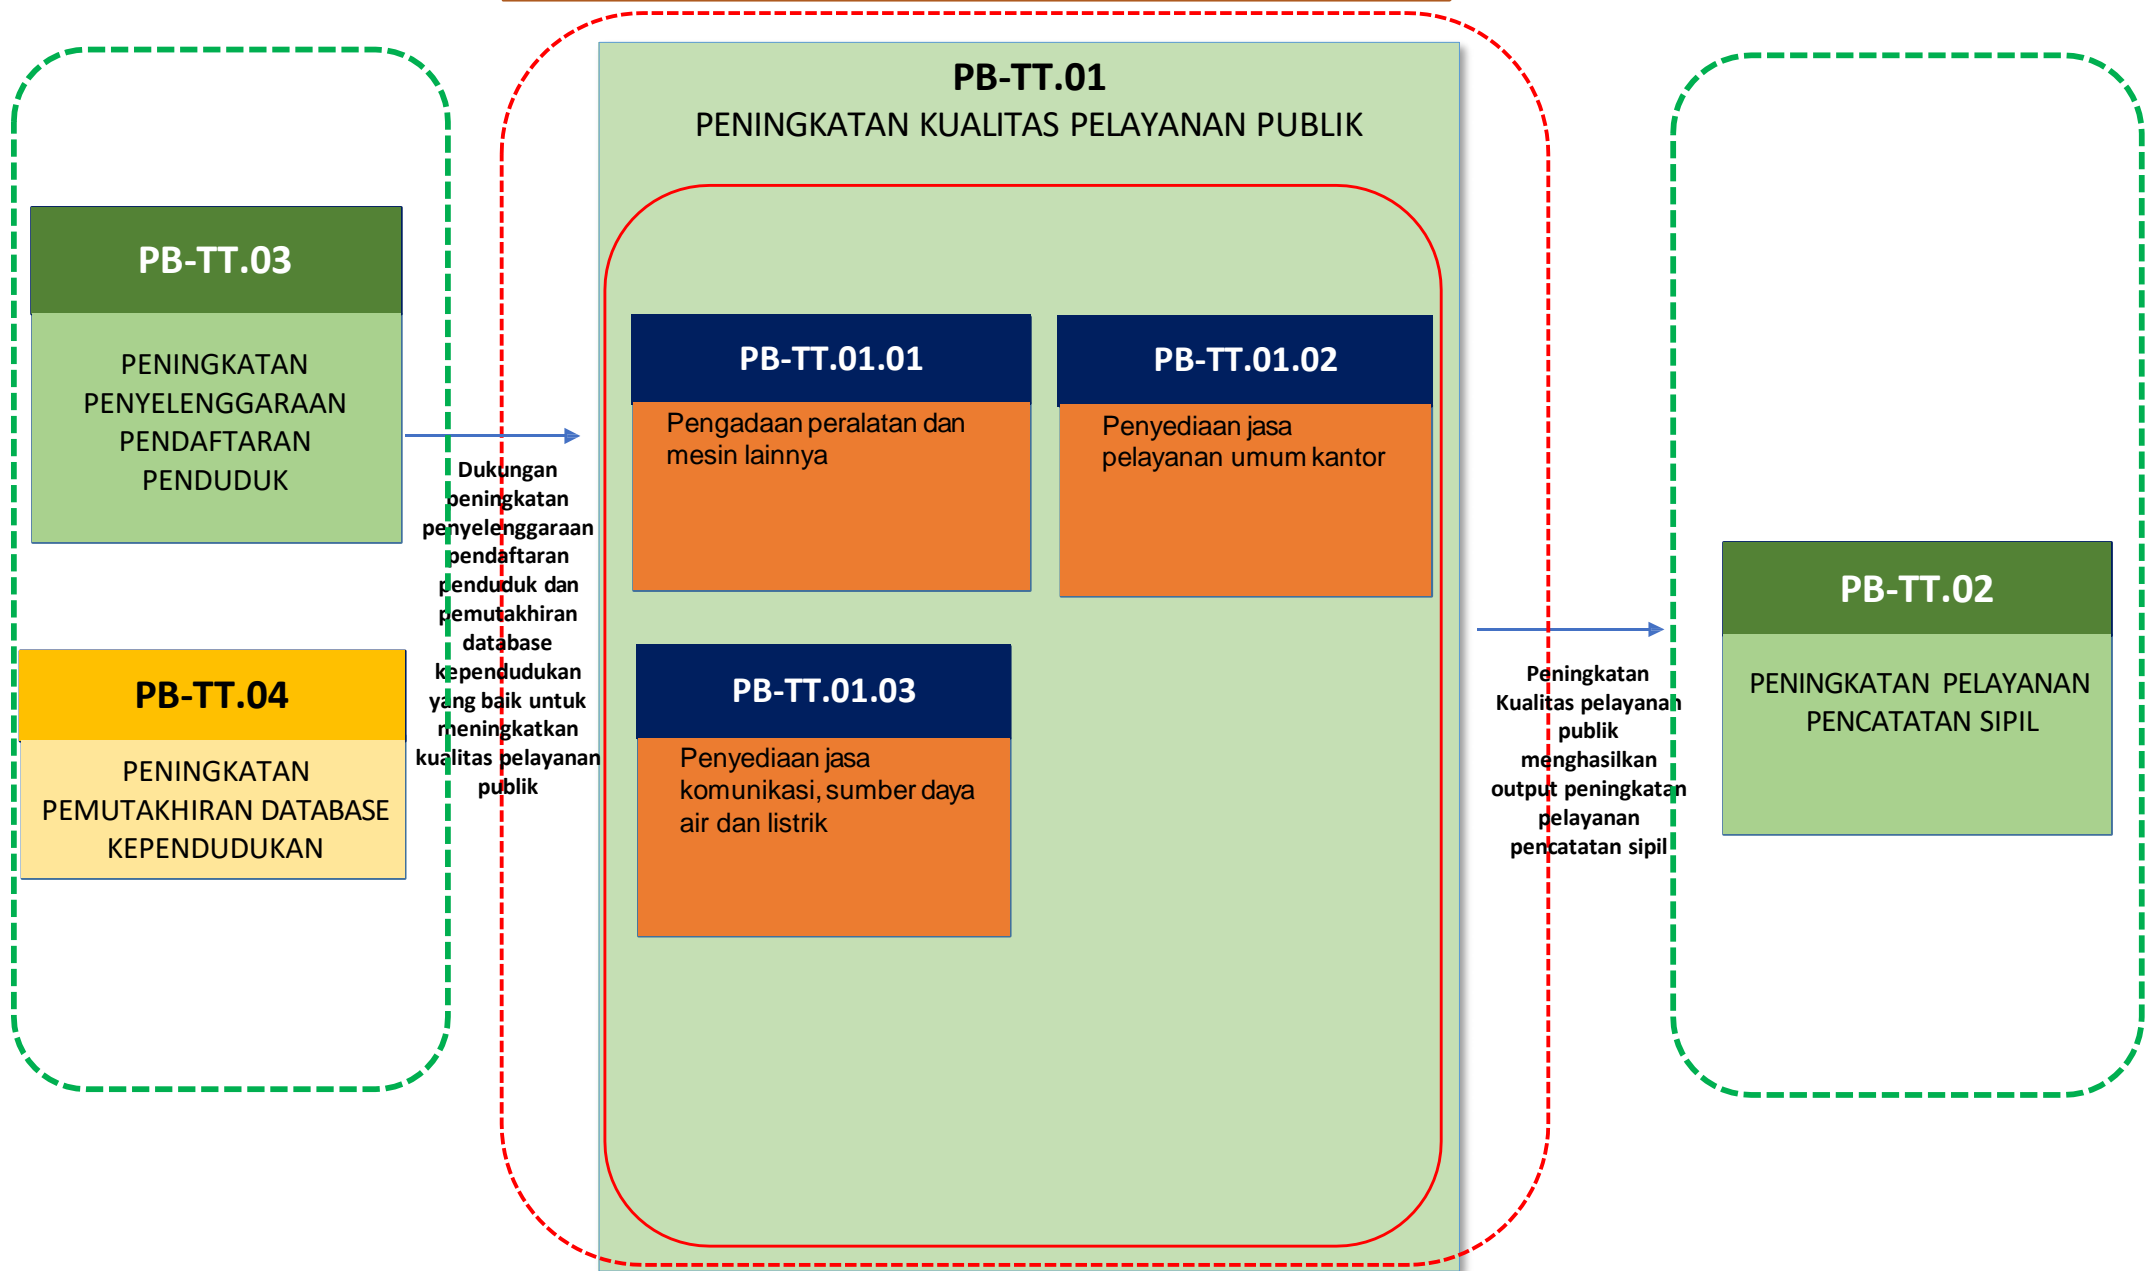 PB-TT.01
PENINGKATAN KUALITAS PELAYANAN PUBLIK
PB-TT.03
PENINGKATAN
PENYELENGGARAAN
PENDAFTARAN
PENDUDUK
PB-TT.04
PENINGKATAN
PEMUTAKHIRAN DATABASE
KEPENDUDUKAN
Dukungan
peningkatan
penyelenggaraan
pendaftaran
penduduk dan
pemutakhiran
database
kependudukan
yang baik untuk
meningkatkan
kualitas pelayanan
publik
PB-TT.01.01
Pengadaan peralatan dan
mesin lainnya
PB-TT.01.02
Penyediaan jasa
pelayanan umum kantor
PB-TT.01.03
Penyediaan jasa
komunikasi, sumber daya
air dan listrik
Peningkatan
Kualitas pelayanan
publik
menghasilkan
output peningkatan
pelayanan
pencatatan sipil
PB-TT.02
PENINGKATAN PELAYANAN
PENCATATAN SIPIL